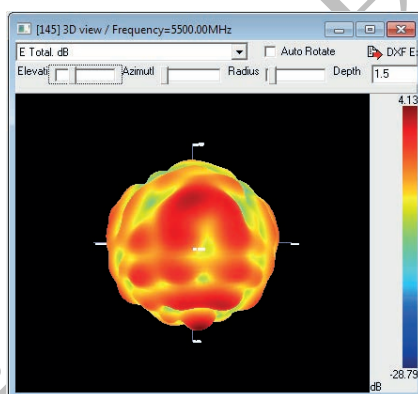 [145] 3D view / Frequency=5500.00MHz
E Total. dB
Auto Rotate
DXF E
Elevati
Azimutl
Radius
Depth
1.5
4.13
-28.79
dB